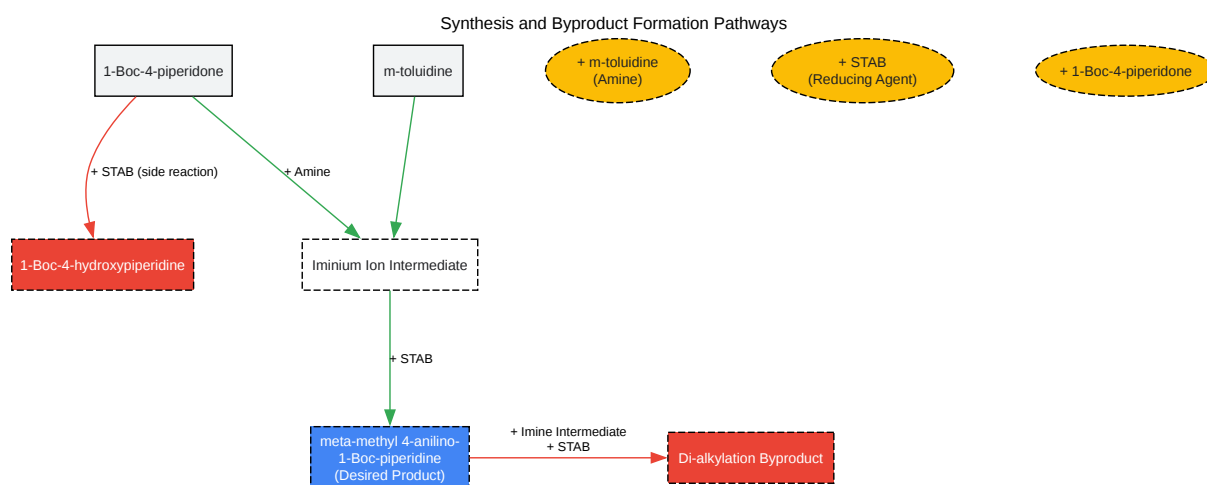 Synthesis and Byproduct Formation Pathways
1-Boc-4-piperidone
m-toluidine
+ m-toluidine
(Amine)
+ STAB
(Reducing Agent)
+ 1-Boc-4-piperidone
+ STAB (side reaction)
+ Amine
1-Boc-4-hydroxypiperidine
Iminium Ion Intermediate
+ STAB
meta-methyl 4-anilino-
1-Boc-piperidine
(Desired Product)
+ Imine Intermediate
+ STAB
Di-alkylation Byproduct